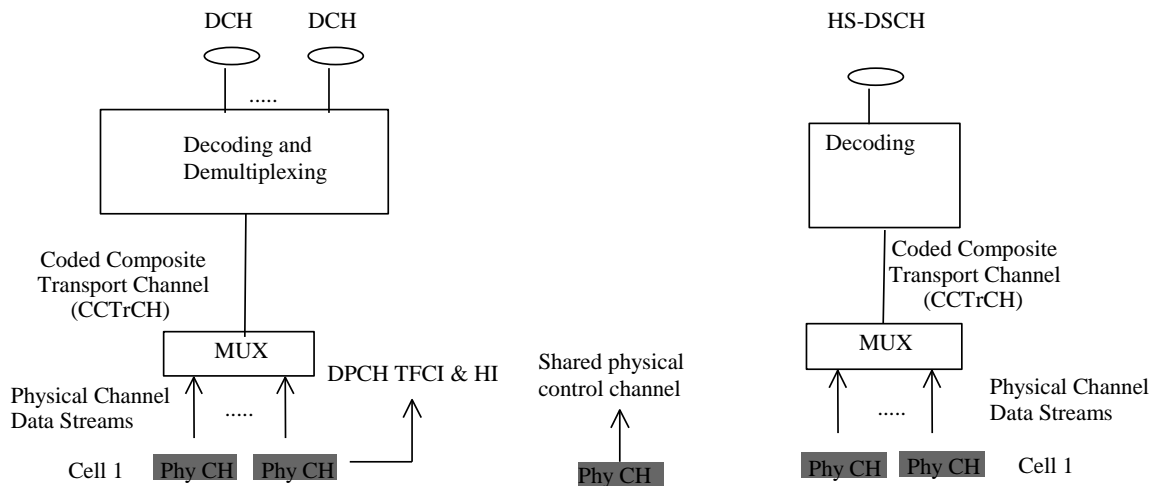 DCH DCH HS-DSCH
.....
Decoding and
Demultiplexing
Decoding
Coded Composite
Transport Channel
(CCTrCH)
Coded Composite
Transport Channel
(CCTrCH)
MUX
MUX
DPCH TFCI & HI
Shared physical
control channel
Physical Channel
Data Streams
.....
Physical Channel
Data Streams
.....
Cell 1 Phy CH Phy CH
Phy CH
Phy CH Phy CH Cell 1